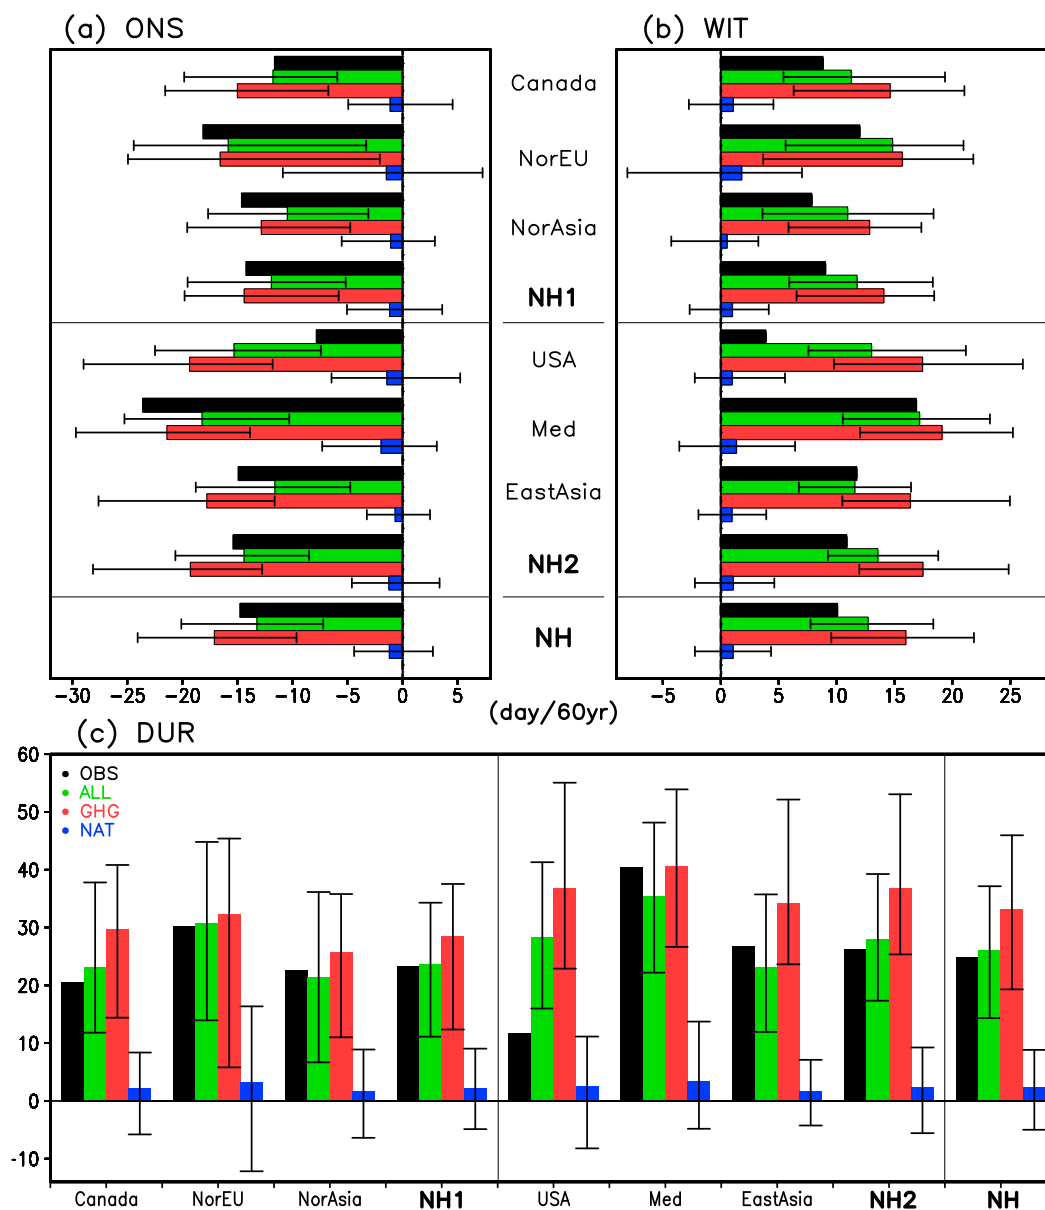 (a) ONS
(b) WIT
Canada
NorEU
NorAsia
NH1
USA
Med
EastAsia
NH2
NH
-30 -25 -20 -15 -10 -5 0 5
-5 0 5 10 15 20 25
(day/60yr)
(c) DUR
60
50
40
30
20
10
0
-10
OBS
ALL
GHG
NAT
Canada NorEU NorAsia NH1 USA Med EastAsia NH2 NH